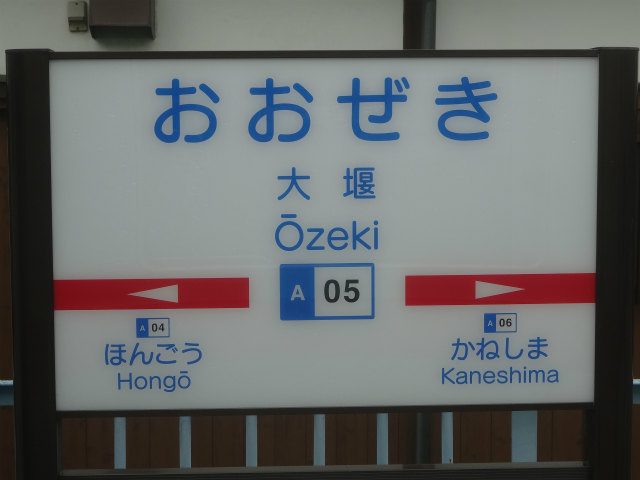 おおぜき
大堰
Ōzeki
A 05
A 04
ほんごう
Hongō
A 06
かねしま
Kaneshima